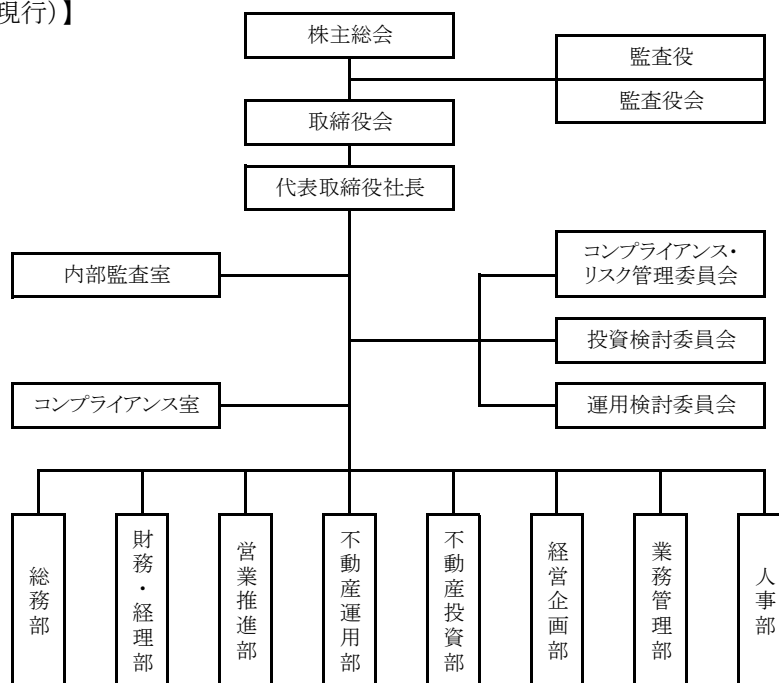 現行)】
株主総会
監査役
監査役会
取締役会
代表取締役社長
内部監査室
コンプライアンス・
リスク管理委員会
投資検討委員会
コンプライアンス室
運用検討委員会
総務部
財務・経理部
営業推進部
不動産運用部
不動産投資部
経営企画部
業務管理部
人事部